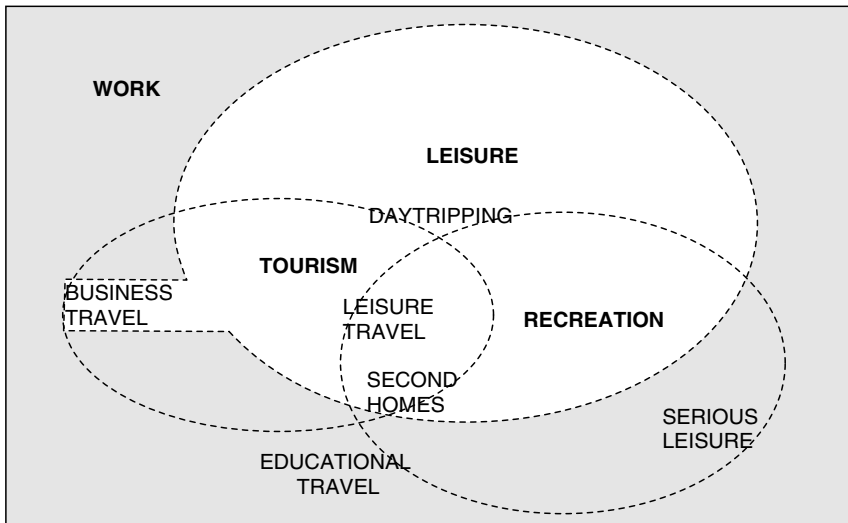 WORK
LEISURE
DAYTRIPPING
TOURISM
BUSINESS
TRAVEL
LEISURE
TRAVEL
RECREATION
SECOND
HOMES
SERIOUS
LEISURE
EDUCATIONAL
TRAVEL